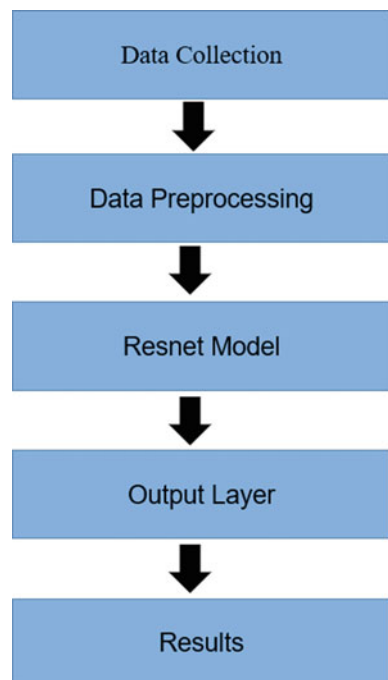 Data Collection
Data Preprocessing
Resnet Model
Output Layer
Results